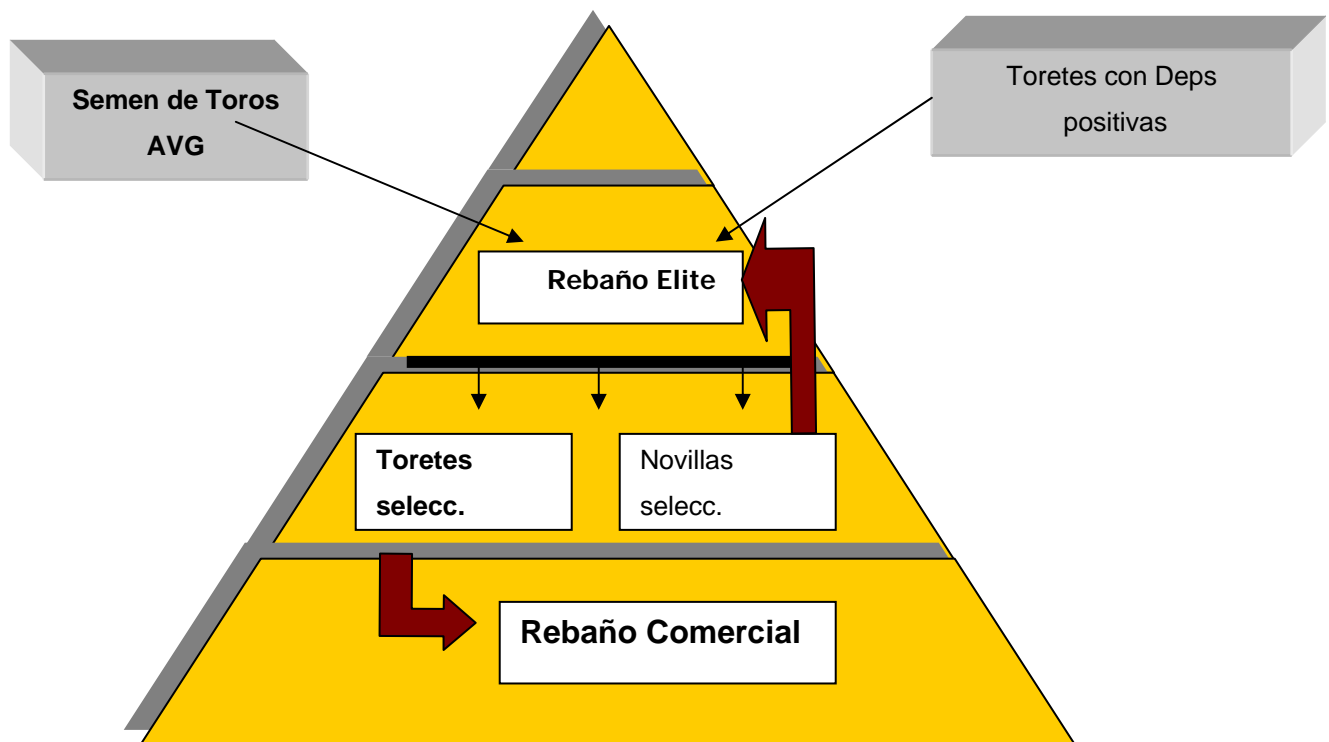 Semen de Toros
AVG
Toretes con Deps
positivas
Rebaño Elite
Toretes
selecc.
Novillas
selecc.
Rebaño Comercial